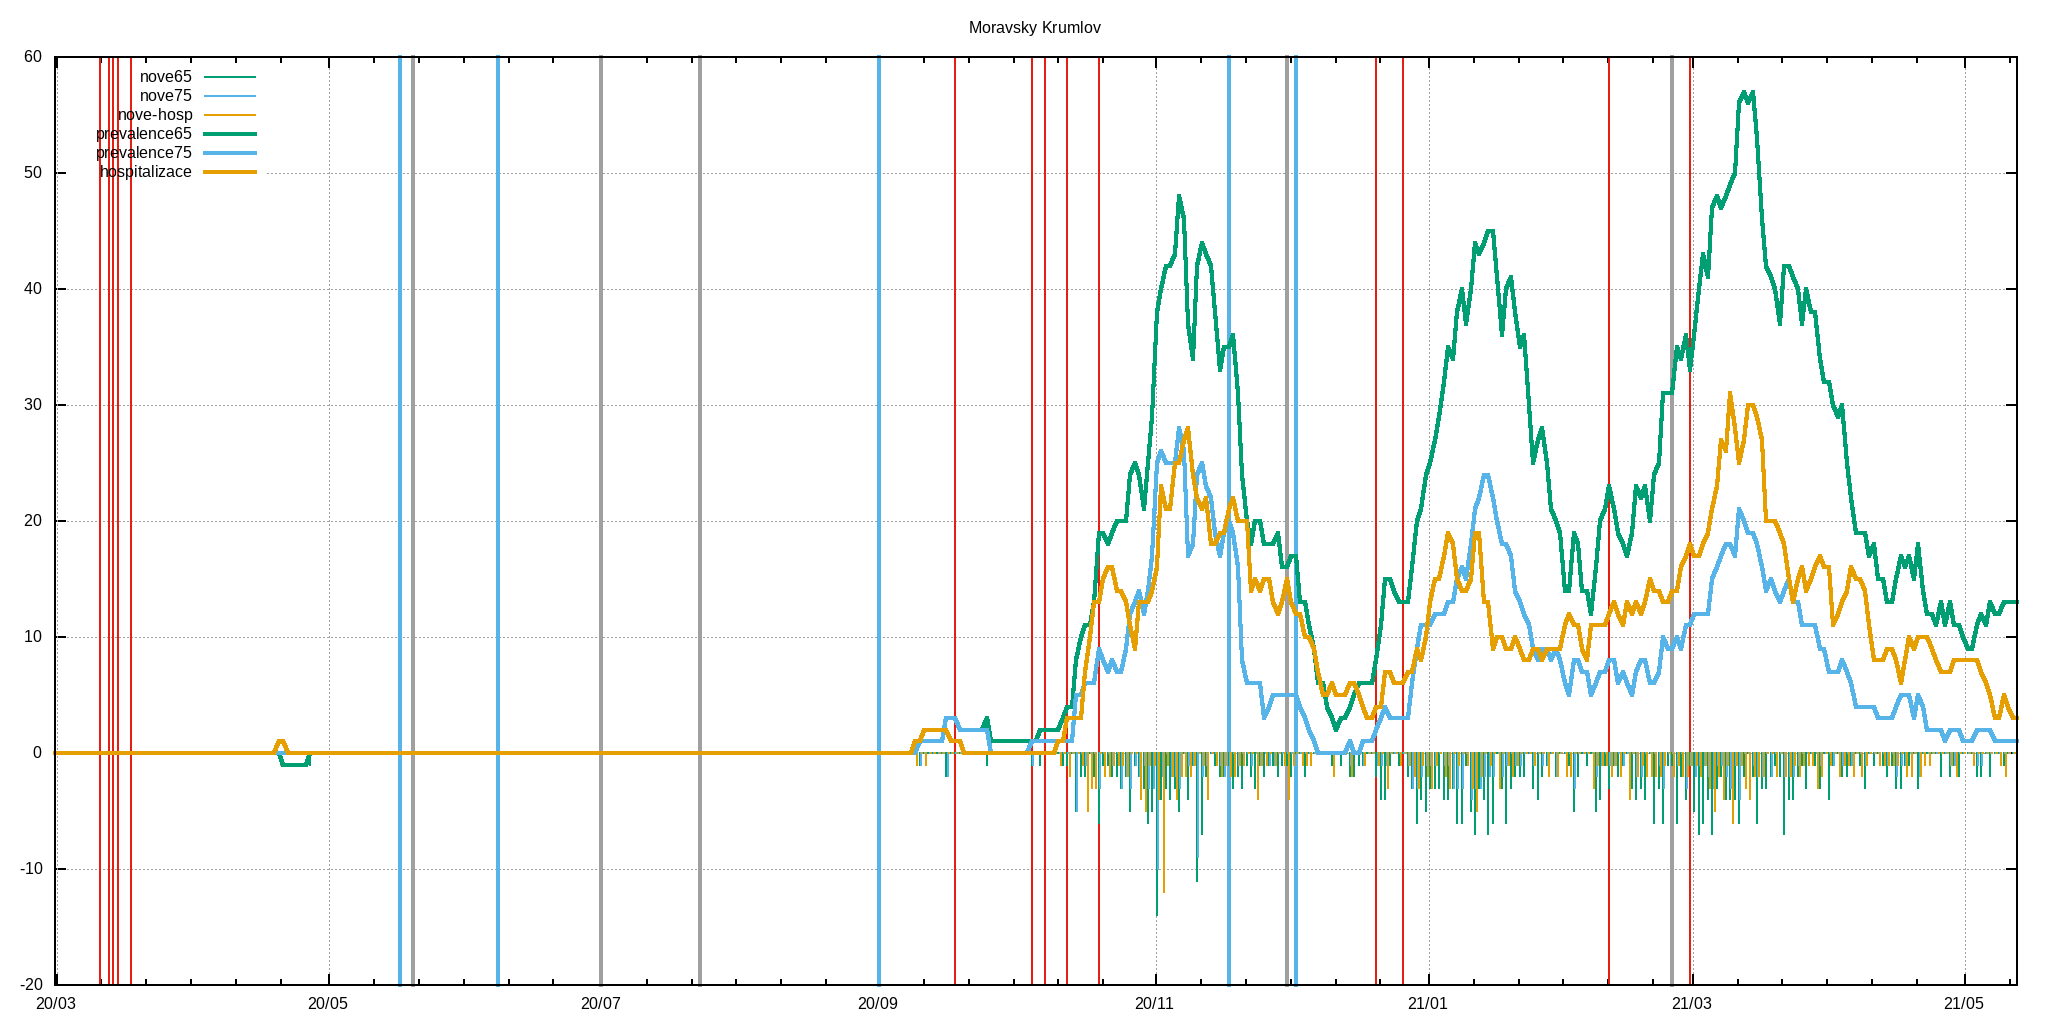 Moravsky Krumlov
60
50
40
30
20
10
0
-10
-20
nove65
nove75
nove-hosp
prevalence65
prevalence75
hospitalizace
20/03 20/05 20/07 20/09 20/11 21/01 21/03 21/05